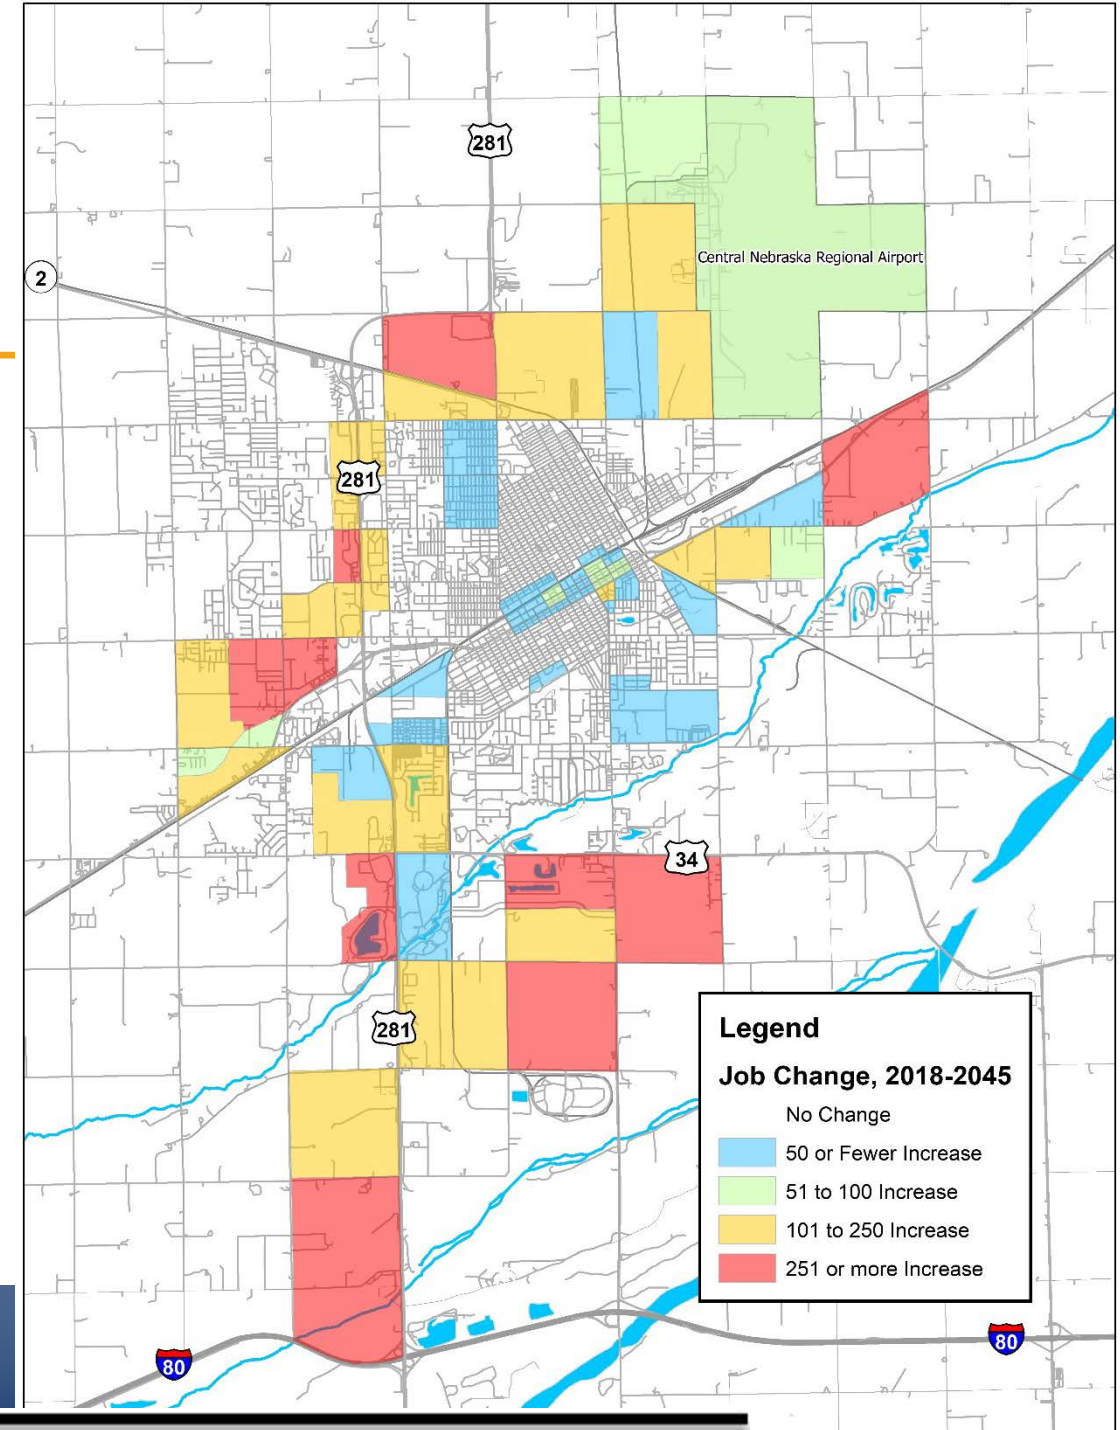 281
Central Nebraska Regional Airport
2
281
34
281
Legend
Job Change, 2018-2045
No Change
50 or Fewer Increase
51 to 100 Increase
101 to 250 Increase
251 or more Increase
80
80